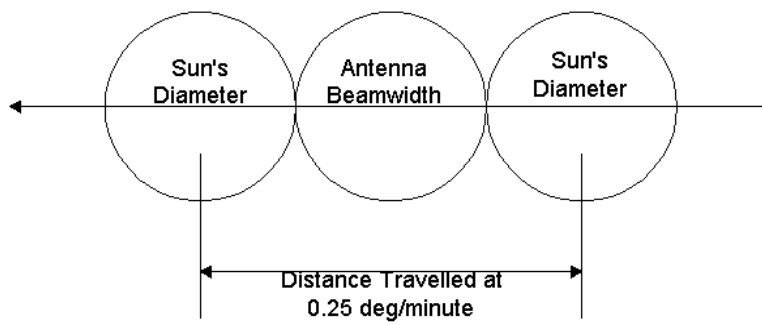 Sun's
Diameter
Antenna
Beamwidth
Sun's
Diameter
Distance Travelled at
0.25 deg/minute